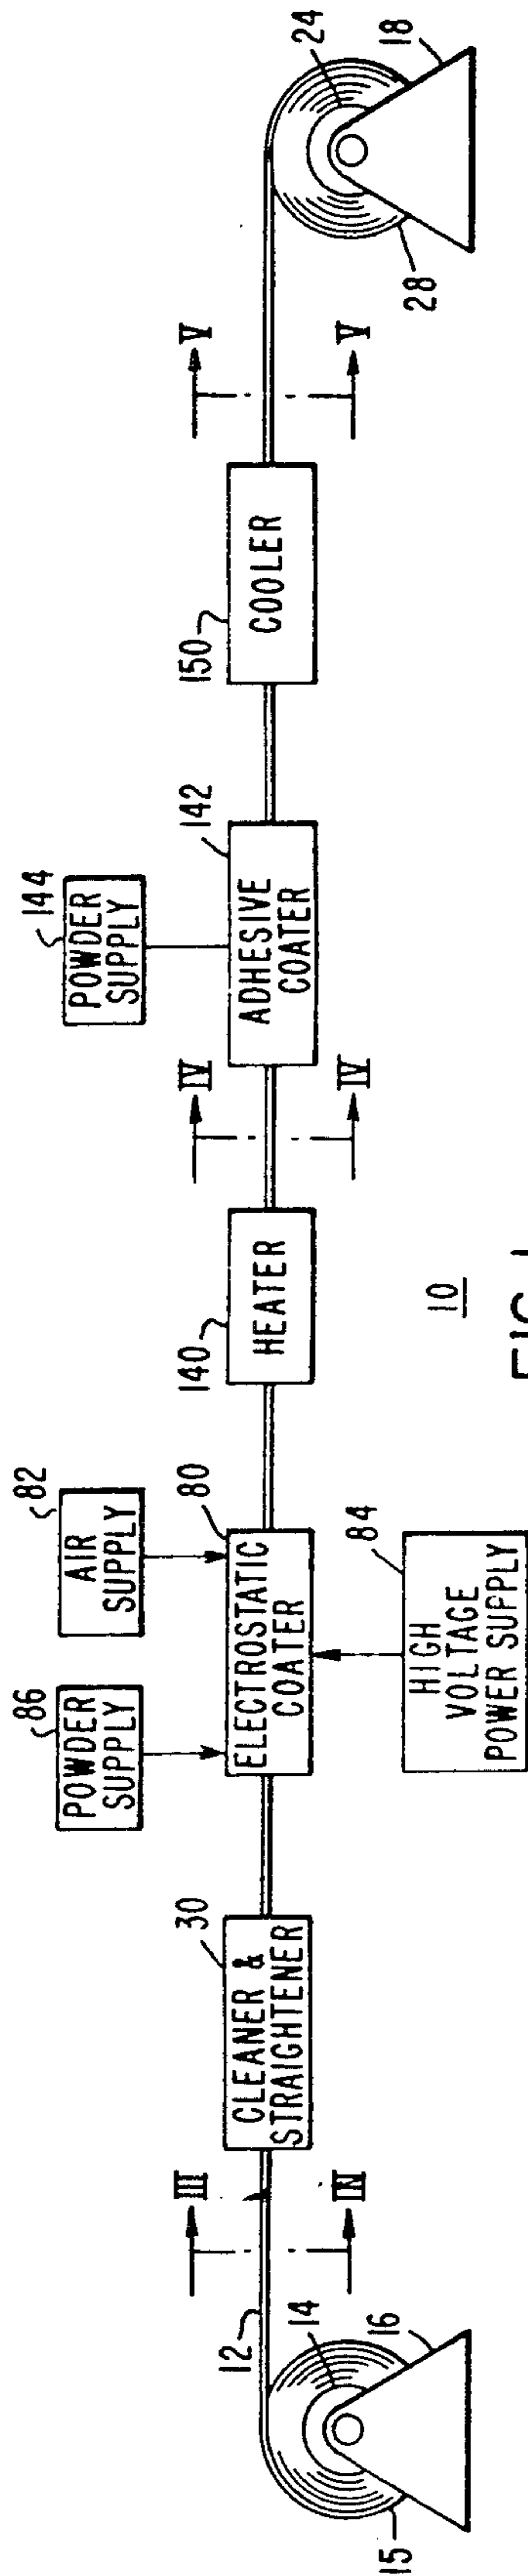 86
POWDER
SUPPLY
82
AIR
SUPPLY
144
POWDER
SUPPLY
III
IV
IV
V
V
12
14
15
16
30
CLEANER &
STRAIGHTENER
80
ELECTROSTATIC
COATER
84
HIGH
VOLTAGE
POWER SUPPLY
140
HEATER
142
ADHESIVE
COATER
150
COOLER
24
28
18
10